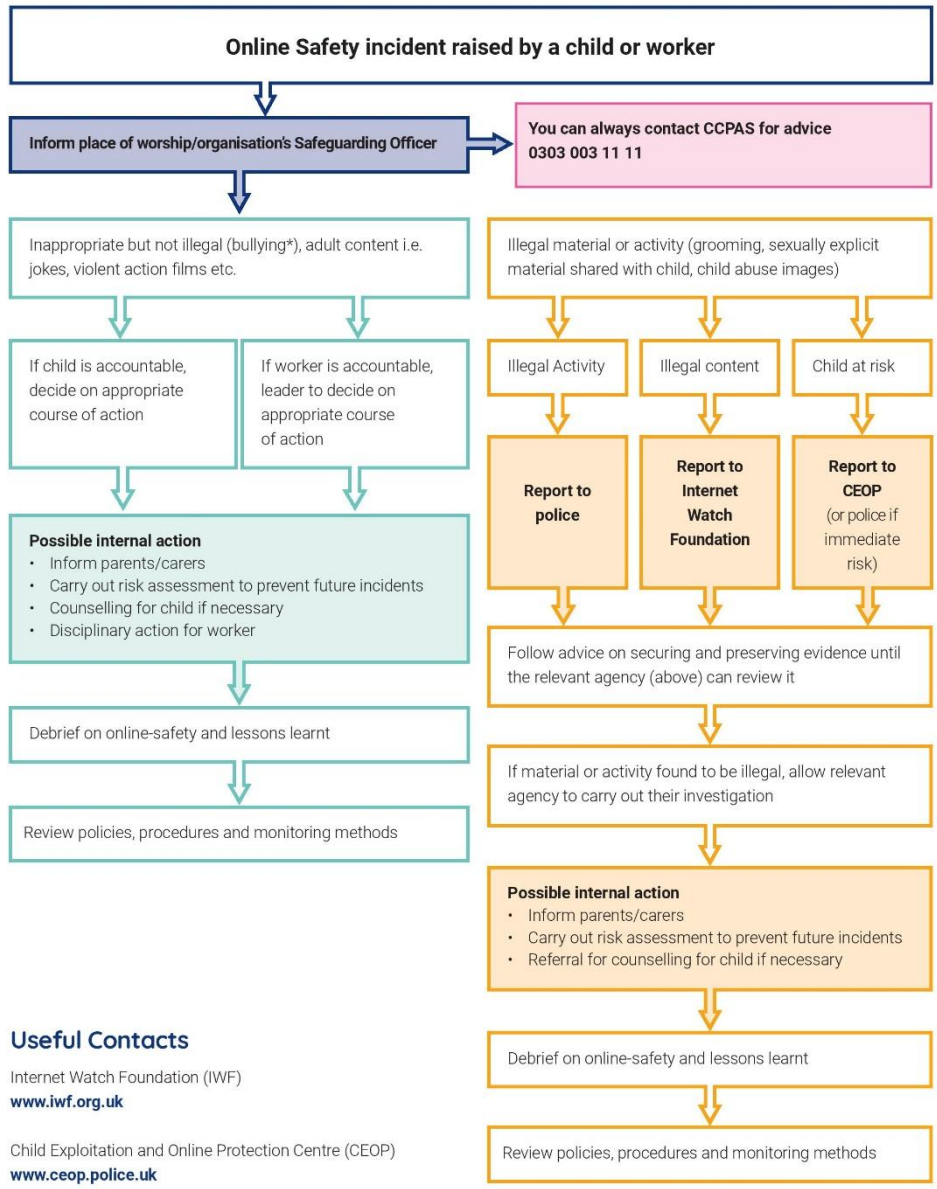 Online Safety incident raised by a child or worker
Inform place of worship/organisation's Safeguarding Officer
You can always contact CCPAS for advice
0303 003 11 11
Inappropriate but not illegal (bullying*), adult content i.e.
jokes, violent action films etc.
If child is accountable,
decide on appropriate
course of action
If worker is accountable,
leader to decide on
appropriate course
of action
Possible internal action
• Inform parents/carers
• Carry out risk assessment to prevent future incidents
• Counselling for child if necessary
• Disciplinary action for worker
Debrief on online-safety and lessons learnt
Review policies, procedures and monitoring methods
Illegal material or activity (grooming, sexually explicit
material shared with child, child abuse images)
Illegal Activity
Illegal content
Child at risk
Report to
police
Report to
Internet
Watch
Foundation
Report to
CEOP
(or police if
immediate
risk)
Follow advice on securing and preserving evidence until
the relevant agency (above) can review it
If material or activity found to be illegal, allow relevant
agency to carry out their investigation
Possible internal action
• Inform parents/carers
• Carry out risk assessment to prevent future incidents
• Referral for counselling for child if necessary
Debrief on online-safety and lessons learnt
Review policies, procedures and monitoring methods
Useful Contacts
Internet Watch Foundation (IWF)
www.iwf.org.uk
Child Exploitation and Online Protection Centre (CEOP)
www.ceop.police.uk